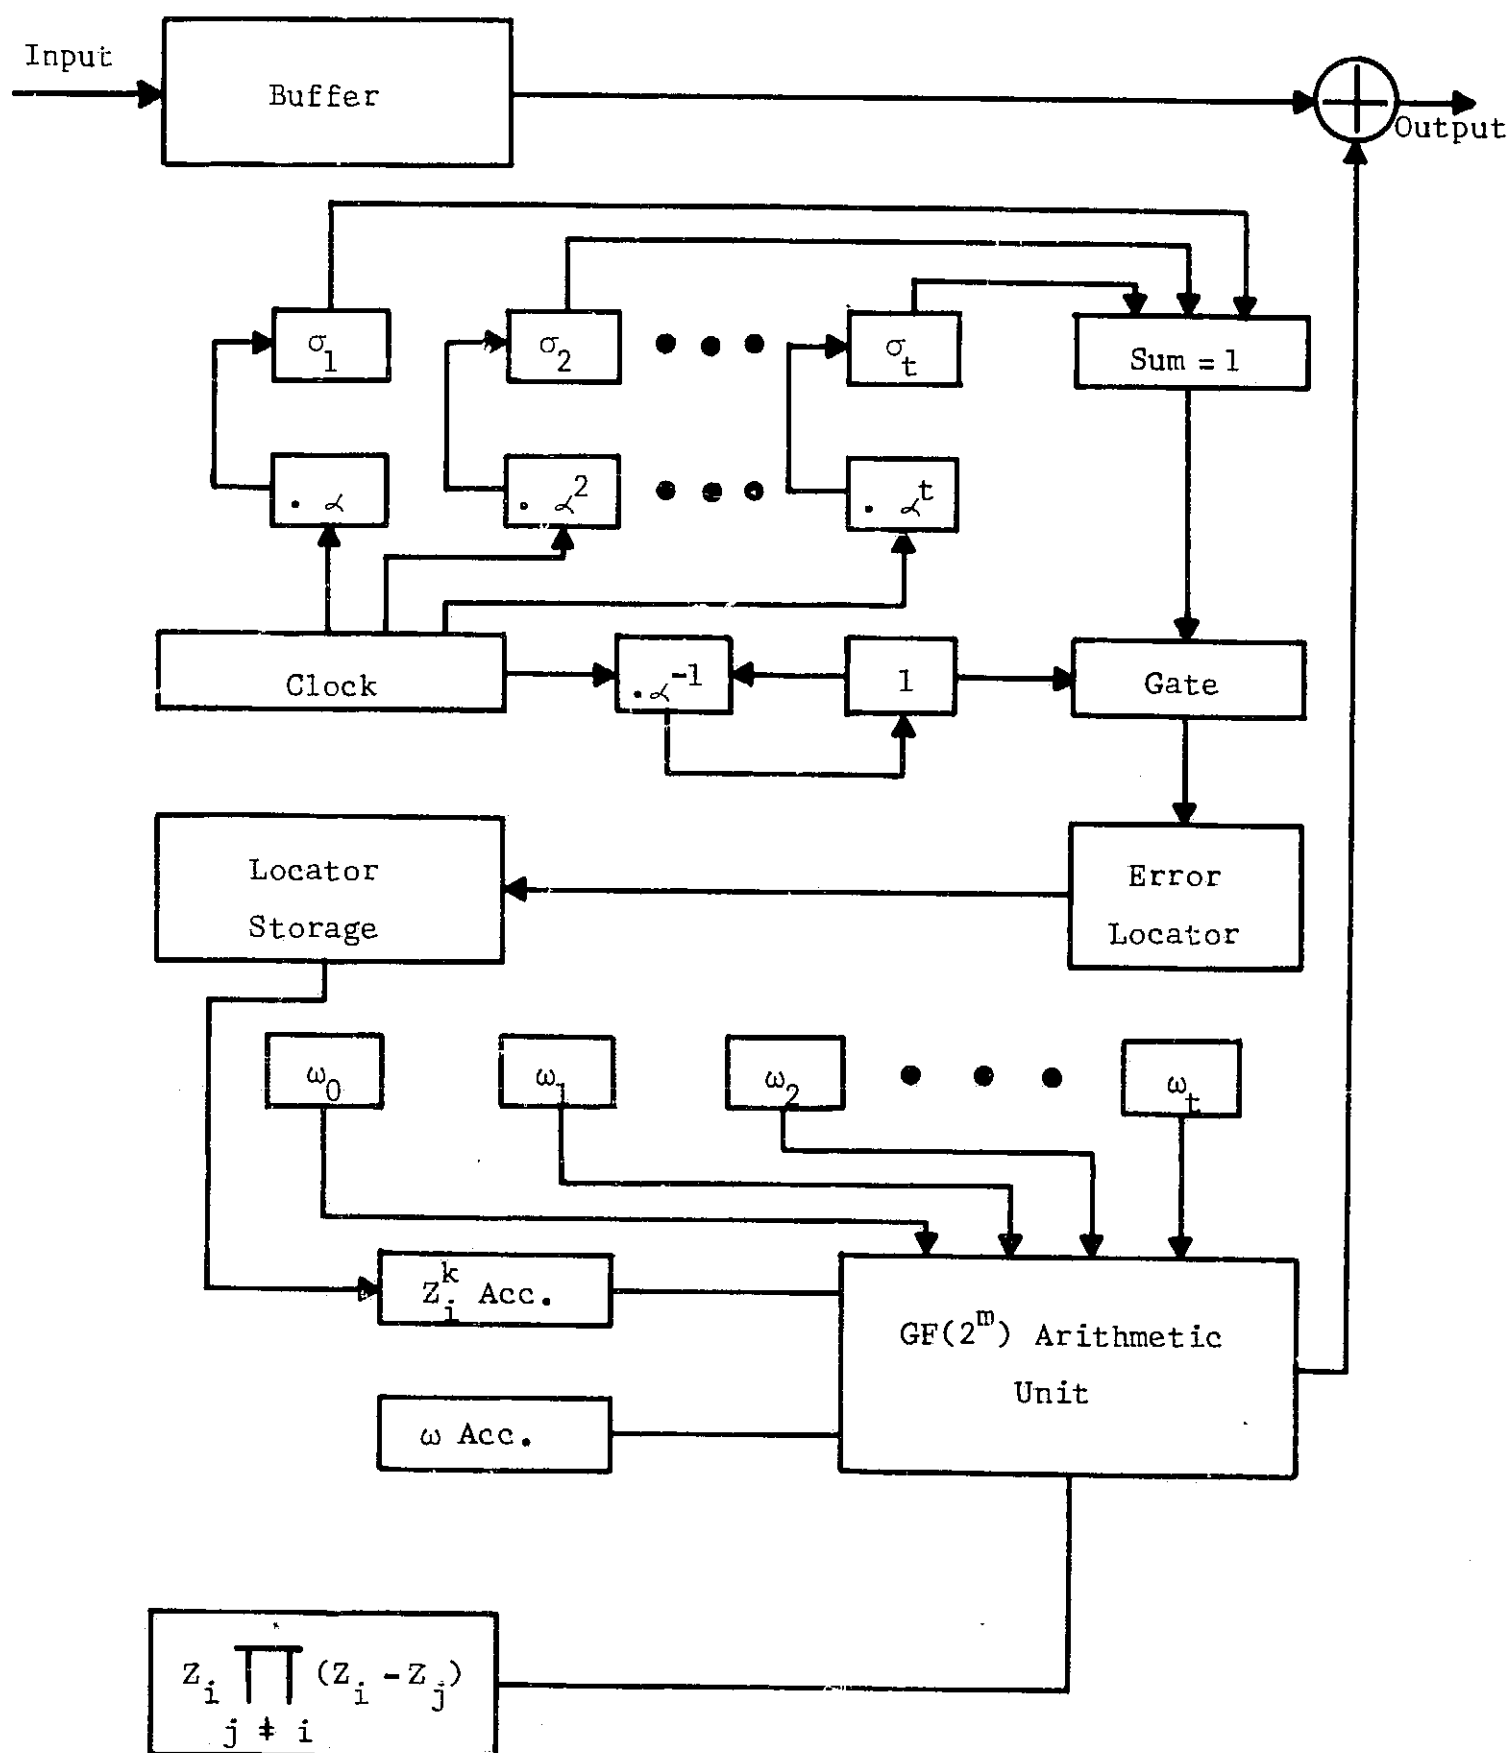 Input
Buffer
Output
σ₁
σ₂
σₜ
Sum = 1
· α
· α²
· αᵗ
Clock
· α⁻¹
1
Gate
Locator
Storage
Error
Locator
ω₀
ω₁
ω₂
ωₜ
Zᵢᵏ Acc.
GF(2ᵐ) Arithmetic
Unit
ω Acc.
Zᵢ ∏ (Zᵢ - Zⱼ)
j ‡ i